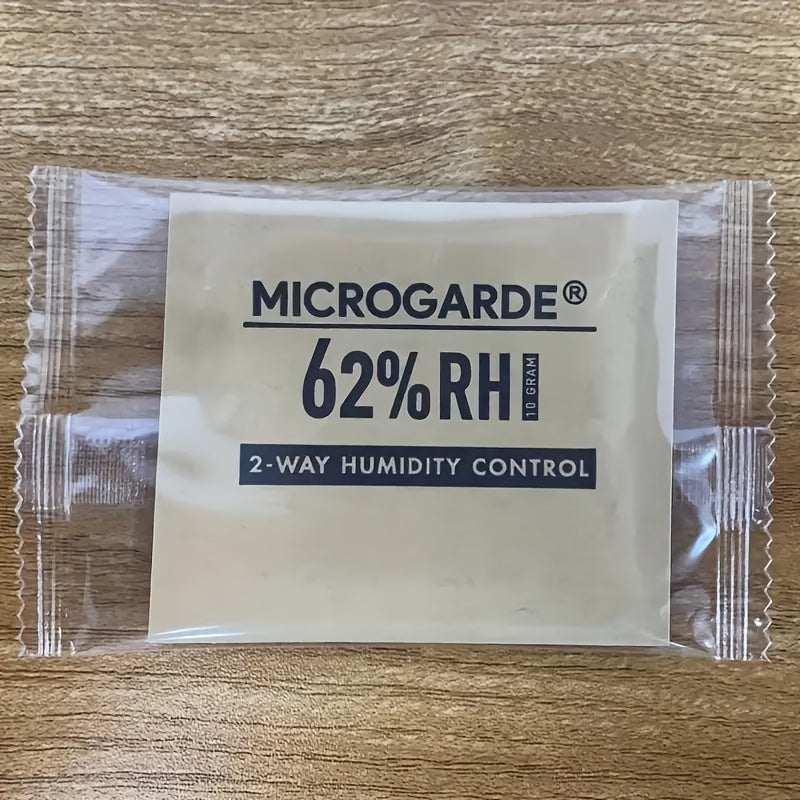 MICROGARDE®
62%RH 10 GRAM
2-WAY HUMIDITY CONTROL